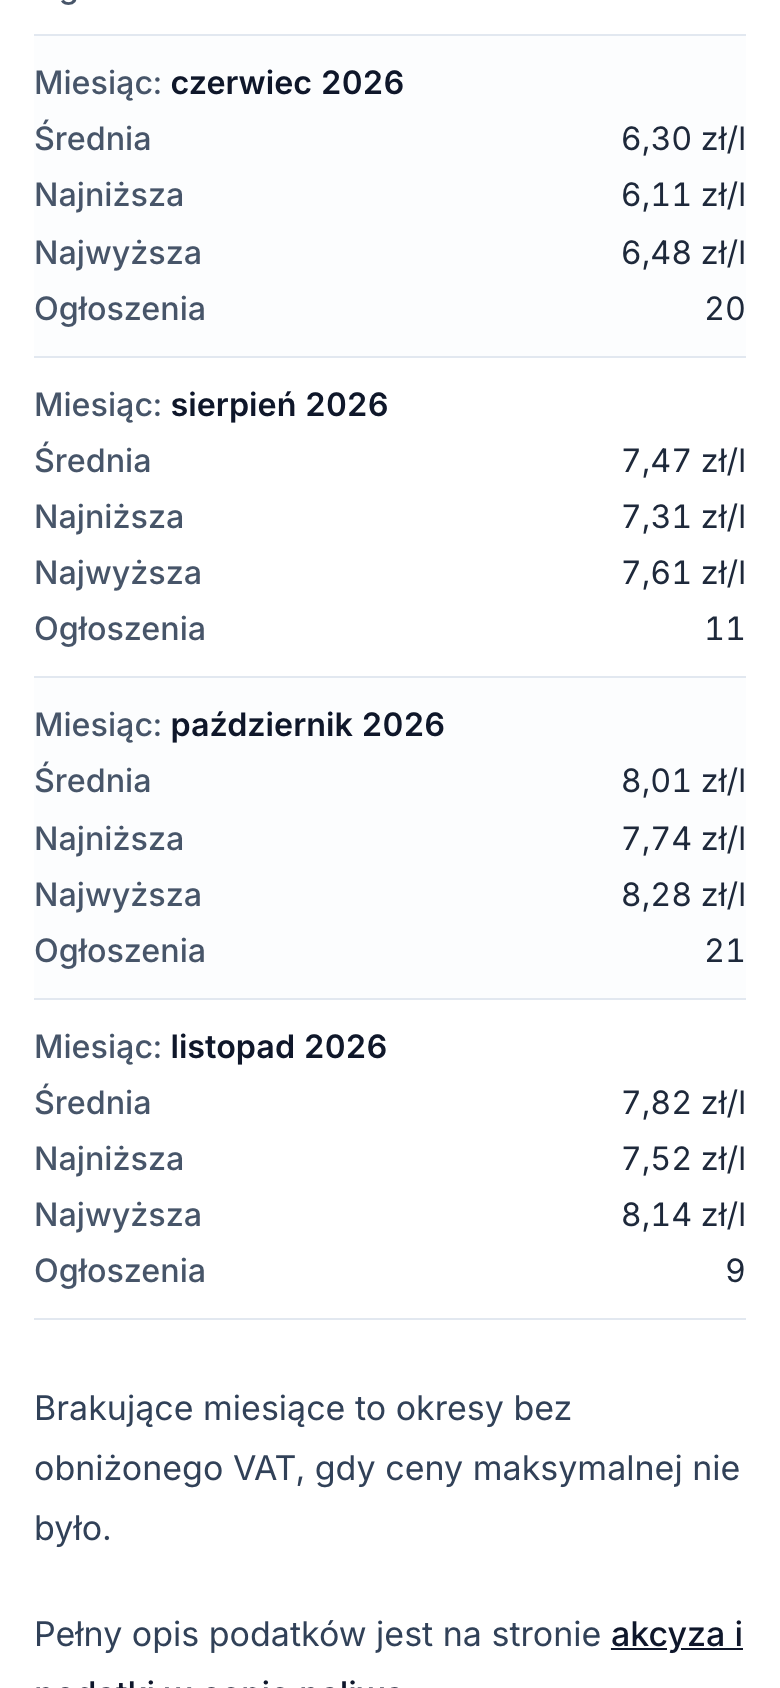 Miesiąc: czerwiec 2026
Średnia 6,30 zł/l
Najniższa 6,11 zł/l
Najwyższa 6,48 zł/l
Ogłoszenia 20
Miesiąc: sierpień 2026
Średnia 7,47 zł/l
Najniższa 7,31 zł/l
Najwyższa 7,61 zł/l
Ogłoszenia 11
Miesiąc: październik 2026
Średnia 8,01 zł/l
Najniższa 7,74 zł/l
Najwyższa 8,28 zł/l
Ogłoszenia 21
Miesiąc: listopad 2026
Średnia 7,82 zł/l
Najniższa 7,52 zł/l
Najwyższa 8,14 zł/l
Ogłoszenia 9
Brakujące miesiące to okresy bez
obniżonego VAT, gdy ceny maksymalnej nie
było.
Pełny opis podatków jest na stronie akcyza i